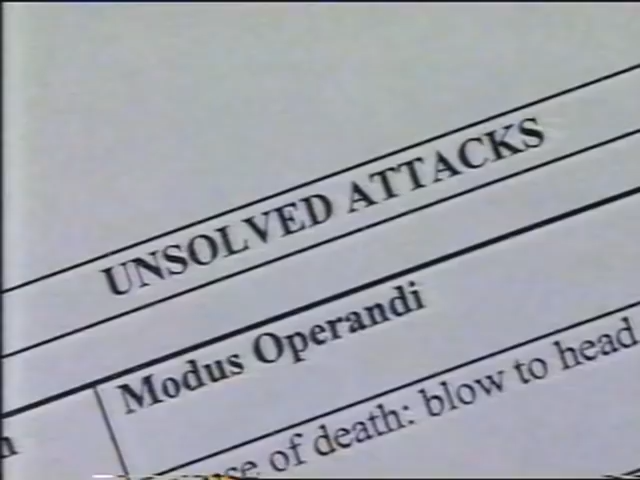 UNSOLVED ATTACKS
Modus Operandi
of death: blow to head